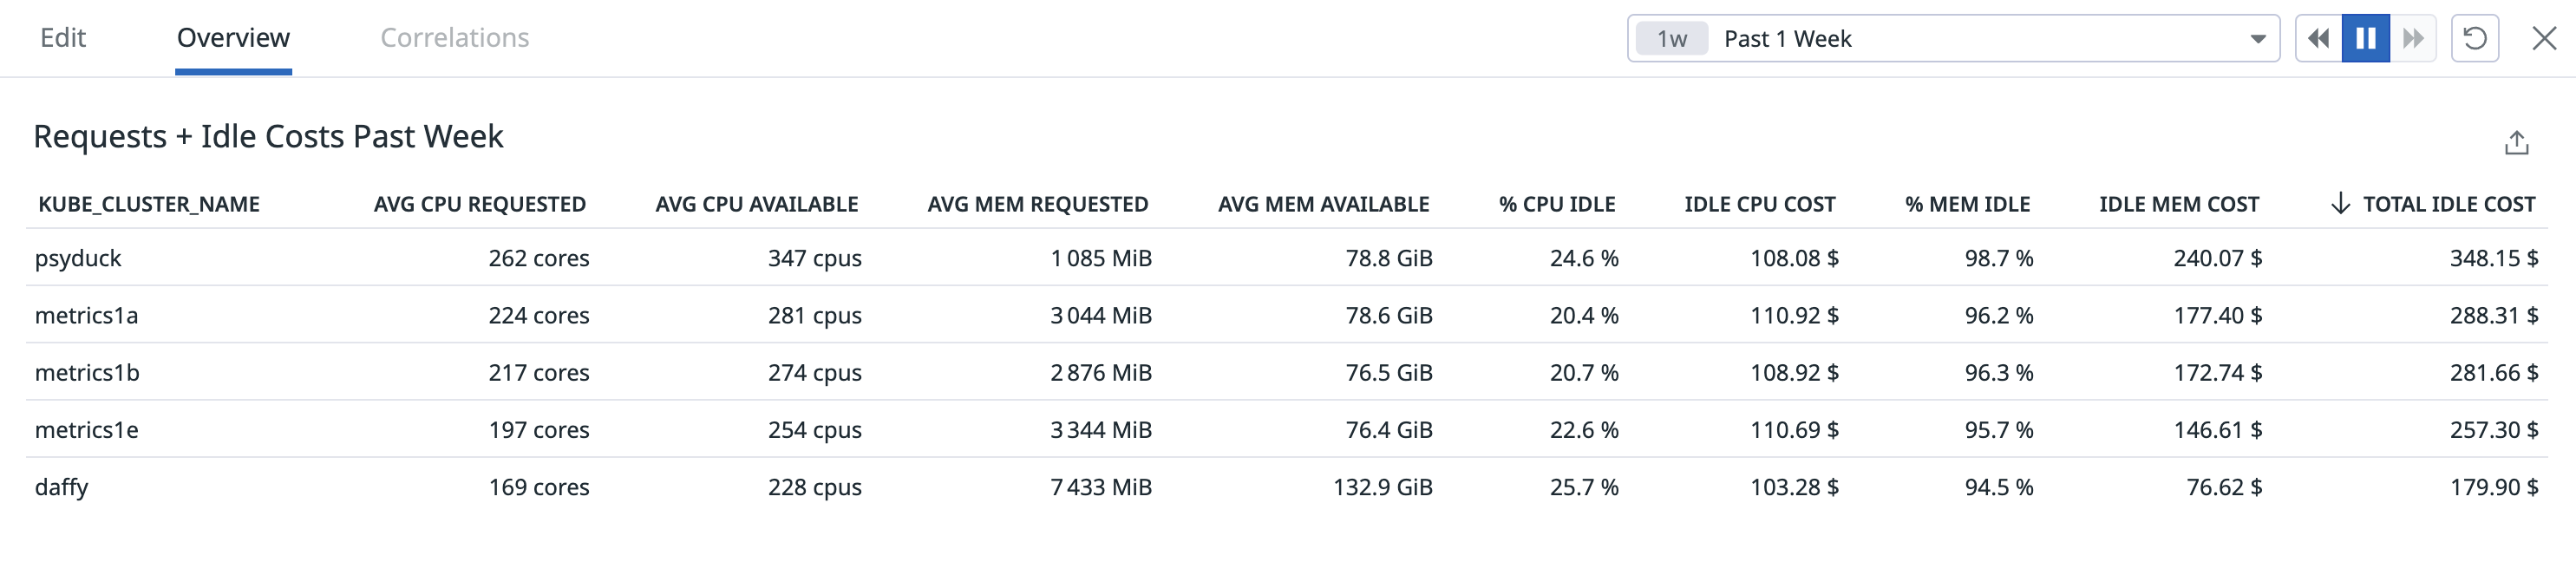 Edit Overview Correlations 1w Past 1 Week
Requests + Idle Costs Past Week
KUBE_CLUSTER_NAME AVG CPU REQUESTED AVG CPU AVAILABLE AVG MEM REQUESTED AVG MEM AVAILABLE % CPU IDLE IDLE CPU COST % MEM IDLE IDLE MEM COST ↓ TOTAL IDLE COST
psyduck 262 cores 347 cpus 1 085 MiB 78.8 GiB 24.6 % 108.08 $ 98.7 % 240.07 $ 348.15 $
metrics1a 224 cores 281 cpus 3 044 MiB 78.6 GiB 20.4 % 110.92 $ 96.2 % 177.40 $ 288.31 $
metrics1b 217 cores 274 cpus 2 876 MiB 76.5 GiB 20.7 % 108.92 $ 96.3 % 172.74 $ 281.66 $
metrics1e 197 cores 254 cpus 3 344 MiB 76.4 GiB 22.6 % 110.69 $ 95.7 % 146.61 $ 257.30 $
daffy 169 cores 228 cpus 7 433 MiB 132.9 GiB 25.7 % 103.28 $ 94.5 % 76.62 $ 179.90 $